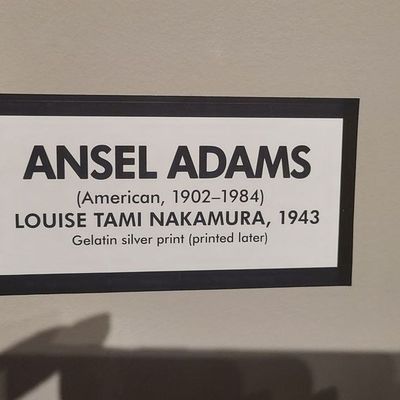 ANSEL ADAMS
(American, 1902–1984)
LOUISE TAMI NAKAMURA, 1943
Gelatin silver print (printed later)